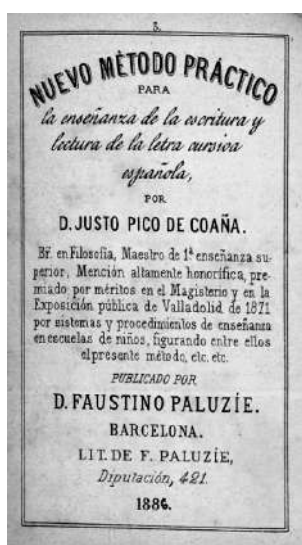 3.
NUEVO MÉTODO PRÁCTICO
PARA
la enseñanza de la escritura y
lectura de la letra cursiva
española,
POR
D. JUSTO PICO DE COAÑA.
Br. en Filosofía, Maestro de 1ª enseñanza su-
perior, Mención altamente honorífica, pre-
miado por méritos en el Magisterio y en la
Exposición pública de Valladolid de 1871
por sistemas y procedimientos de enseñanza
en escuelas de niños, figurando entre ellos
el presente método, etc. etc.
PUBLICADO POR
D. FAUSTINO PALUZÍE.
BARCELONA.
LIT. DE F. PALUZÍE,
Diputación, 421.
1886.